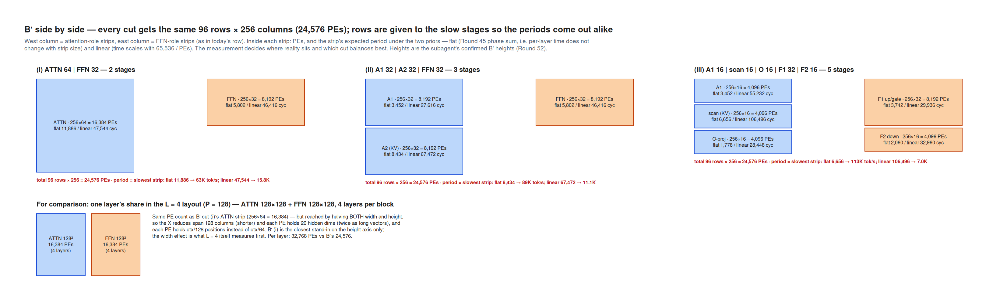 B′ side by side — every cut gets the same 96 rows × 256 columns (24,576 PEs); rows are given to the slow stages so the periods come out alike
West column = attention-role strips, east column = FFN-role strips (as in today's row). Inside each strip: PEs, and the strip's expected period under the two priors — flat (Round 45 phase sum, i.e. per-layer time does not
change with strip size) and linear (time scales with 65,536 / PEs). The measurement decides where reality sits and which cut balances best. Heights are the subagent's confirmed B′ heights (Round 52).
(i) ATTN 64 | FFN 32 — 2 stages
ATTN · 256×64 = 16,384 PEs
flat 11,886 / linear 47,544 cyc
FFN · 256×32 = 8,192 PEs
flat 5,802 / linear 46,416 cyc
total 96 rows × 256 = 24,576 PEs · period = slowest strip: flat 11,886 → 63K tok/s; linear 47,544 → 15.8K
(ii) A1 32 | A2 32 | FFN 32 — 3 stages
A1 · 256×32 = 8,192 PEs
flat 3,452 / linear 27,616 cyc
A2 (KV) · 256×32 = 8,192 PEs
flat 8,434 / linear 67,472 cyc
FFN · 256×32 = 8,192 PEs
flat 5,802 / linear 46,416 cyc
total 96 rows × 256 = 24,576 PEs · period = slowest strip: flat 8,434 → 89K tok/s; linear 67,472 → 11.1K
(iii) A1 16 | scan 16 | O 16 | F1 32 | F2 16 — 5 stages
A1 · 256×16 = 4,096 PEs
flat 3,452 / linear 55,232 cyc
scan (KV) · 256×16 = 4,096 PEs
flat 6,656 / linear 106,496 cyc
O-proj · 256×16 = 4,096 PEs
flat 1,778 / linear 28,448 cyc
F1 up/gate · 256×32 = 8,192 PEs
flat 3,742 / linear 29,936 cyc
F2 down · 256×16 = 4,096 PEs
flat 2,060 / linear 32,960 cyc
total 96 rows × 256 = 24,576 PEs · period = slowest strip: flat 6,656 → 113K tok/s; linear 106,496 → 7.0K
For comparison: one layer's share in the L = 4 layout (P = 128) — ATTN 128×128 + FFN 128×128, 4 layers per block
ATTN 128²
16,384 PEs
(4 layers)
FFN 128²
16,384 PEs
(4 layers)
Same PE count as B′ cut (i)'s ATTN strip (256×64 = 16,384) — but reached by halving BOTH width and height,
so the X reduces span 128 columns (shorter) and each PE holds 20 hidden dims (twice as long vectors), and
each PE holds ctx/128 positions instead of ctx/64. B′ (i) is the closest stand-in on the height axis only;
the width effect is what L = 4 itself measures first. Per layer: 32,768 PEs vs B′'s 24,576.